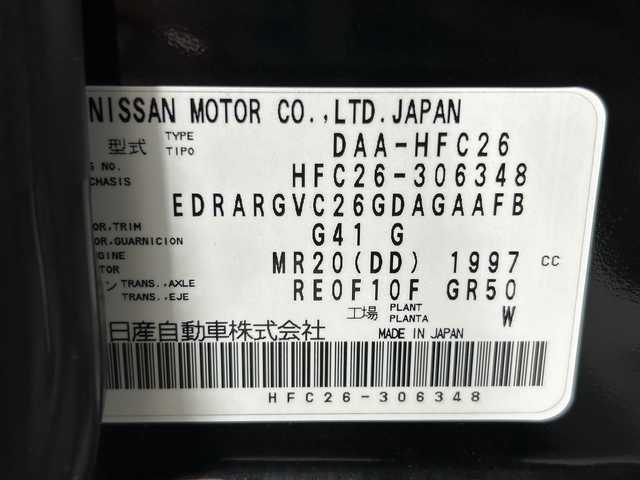 NISSAN MOTOR CO.,LTD.JAPAN
型式 TYPE TIPO DAA-HFC26
NO. CHASIS HFC26-306348
EDRARGVC26GDAGAAFB
OR,TRIM OR,GUARNICION G41 G
GINE TOR MR20(DD) 1997 CC
ン TRANS.,AXLE TRANS.,EJE RE0F10F GR50
工場 PLANT PLANTA W
日産自動車株式会社 MADE IN JAPAN
HFC26-306348